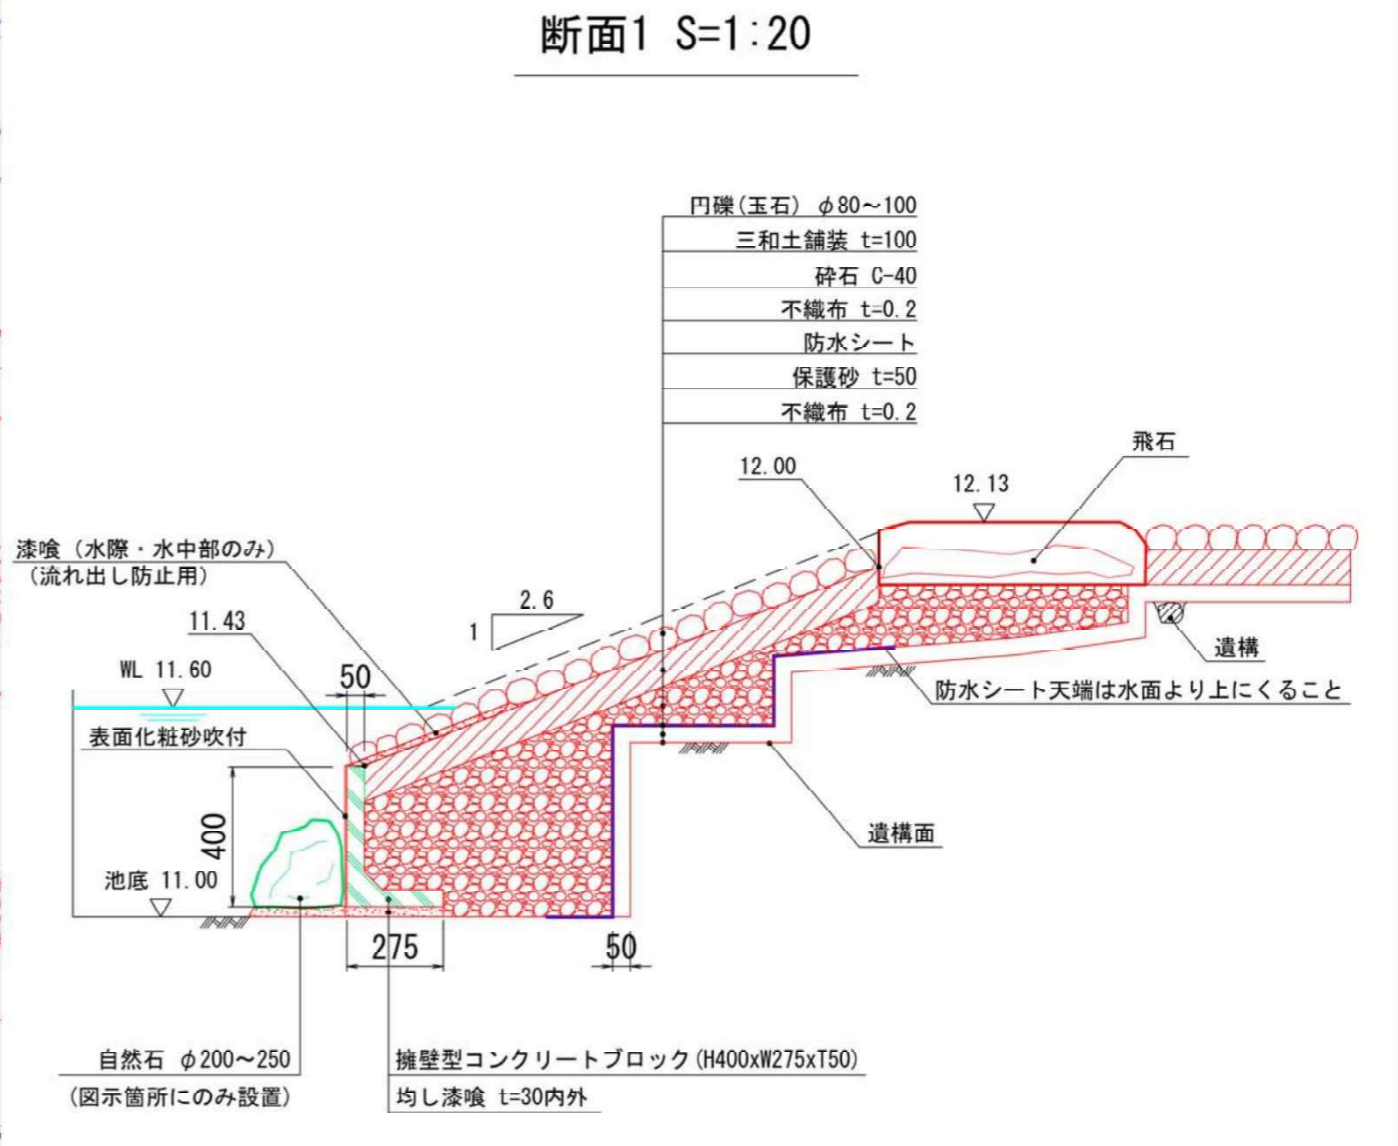 断面1 S=1:20
円礫(玉石) φ80～100
三和土舗装 t=100
砕石 C-40
不織布 t=0.2
防水シート
保護砂 t=50
不織布 t=0.2
飛石
12.00
12.13
漆喰（水際・水中部のみ）
（流れ出し防止用）
2.6
1
11.43
WL 11.60
50
遺構
防水シート天端は水面より上にくること
表面化粧砂吹付
400
遺構面
池底 11.00
275
50
自然石 φ200～250
(図示箇所にのみ設置)
擁壁型コンクリートブロック(H400xW275xT50)
均し漆喰 t=30内外